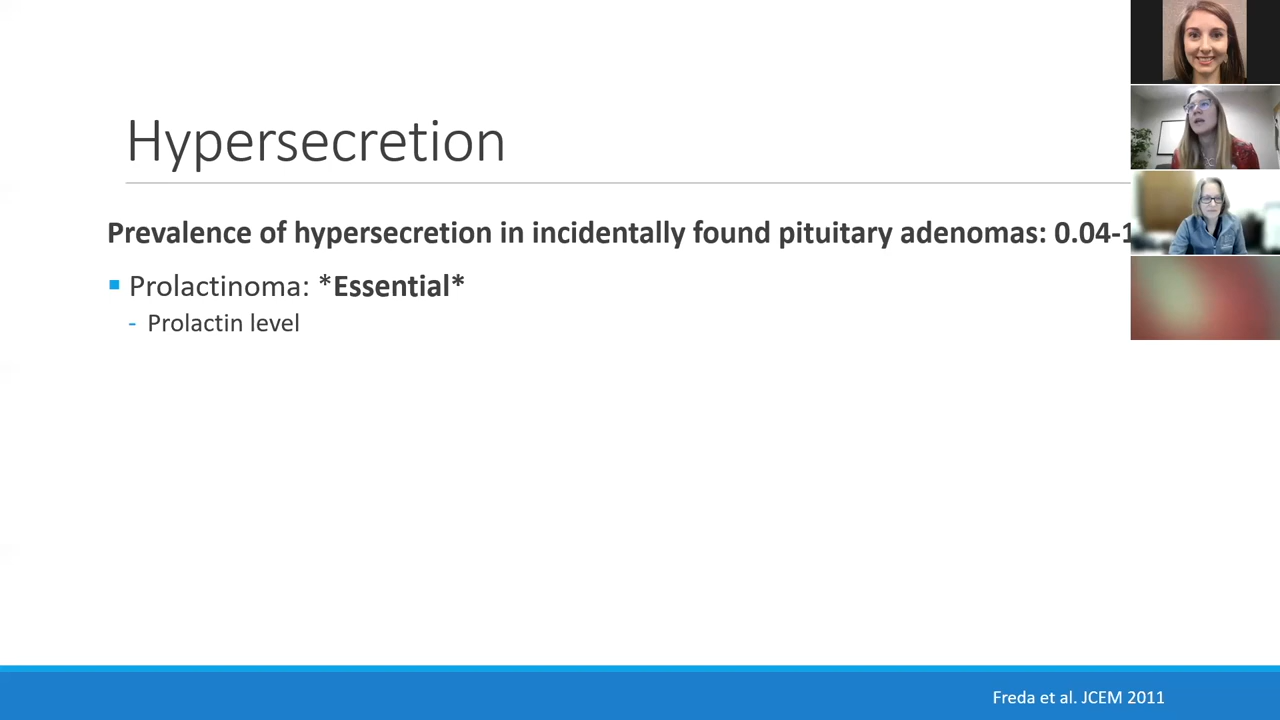 Hypersecretion
Prevalence of hypersecretion in incidentally found pituitary adenomas: 0.04-1
Prolactinoma: *Essential*
- Prolactin level
Freda et al. JCEM 2011